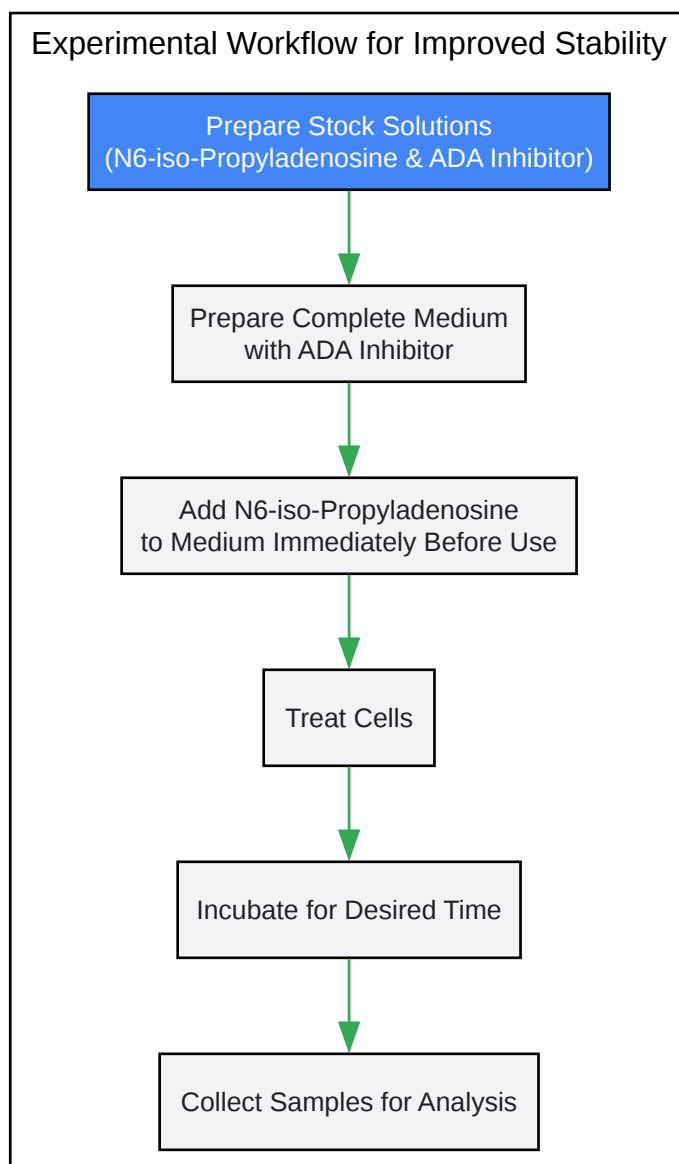 Experimental Workflow for Improved Stability
Prepare Stock Solutions
(N6-iso-Propyladenosine & ADA Inhibitor)
Prepare Complete Medium
with ADA Inhibitor
Add N6-iso-Propyladenosine
to Medium Immediately Before Use
Treat Cells
Incubate for Desired Time
Collect Samples for Analysis